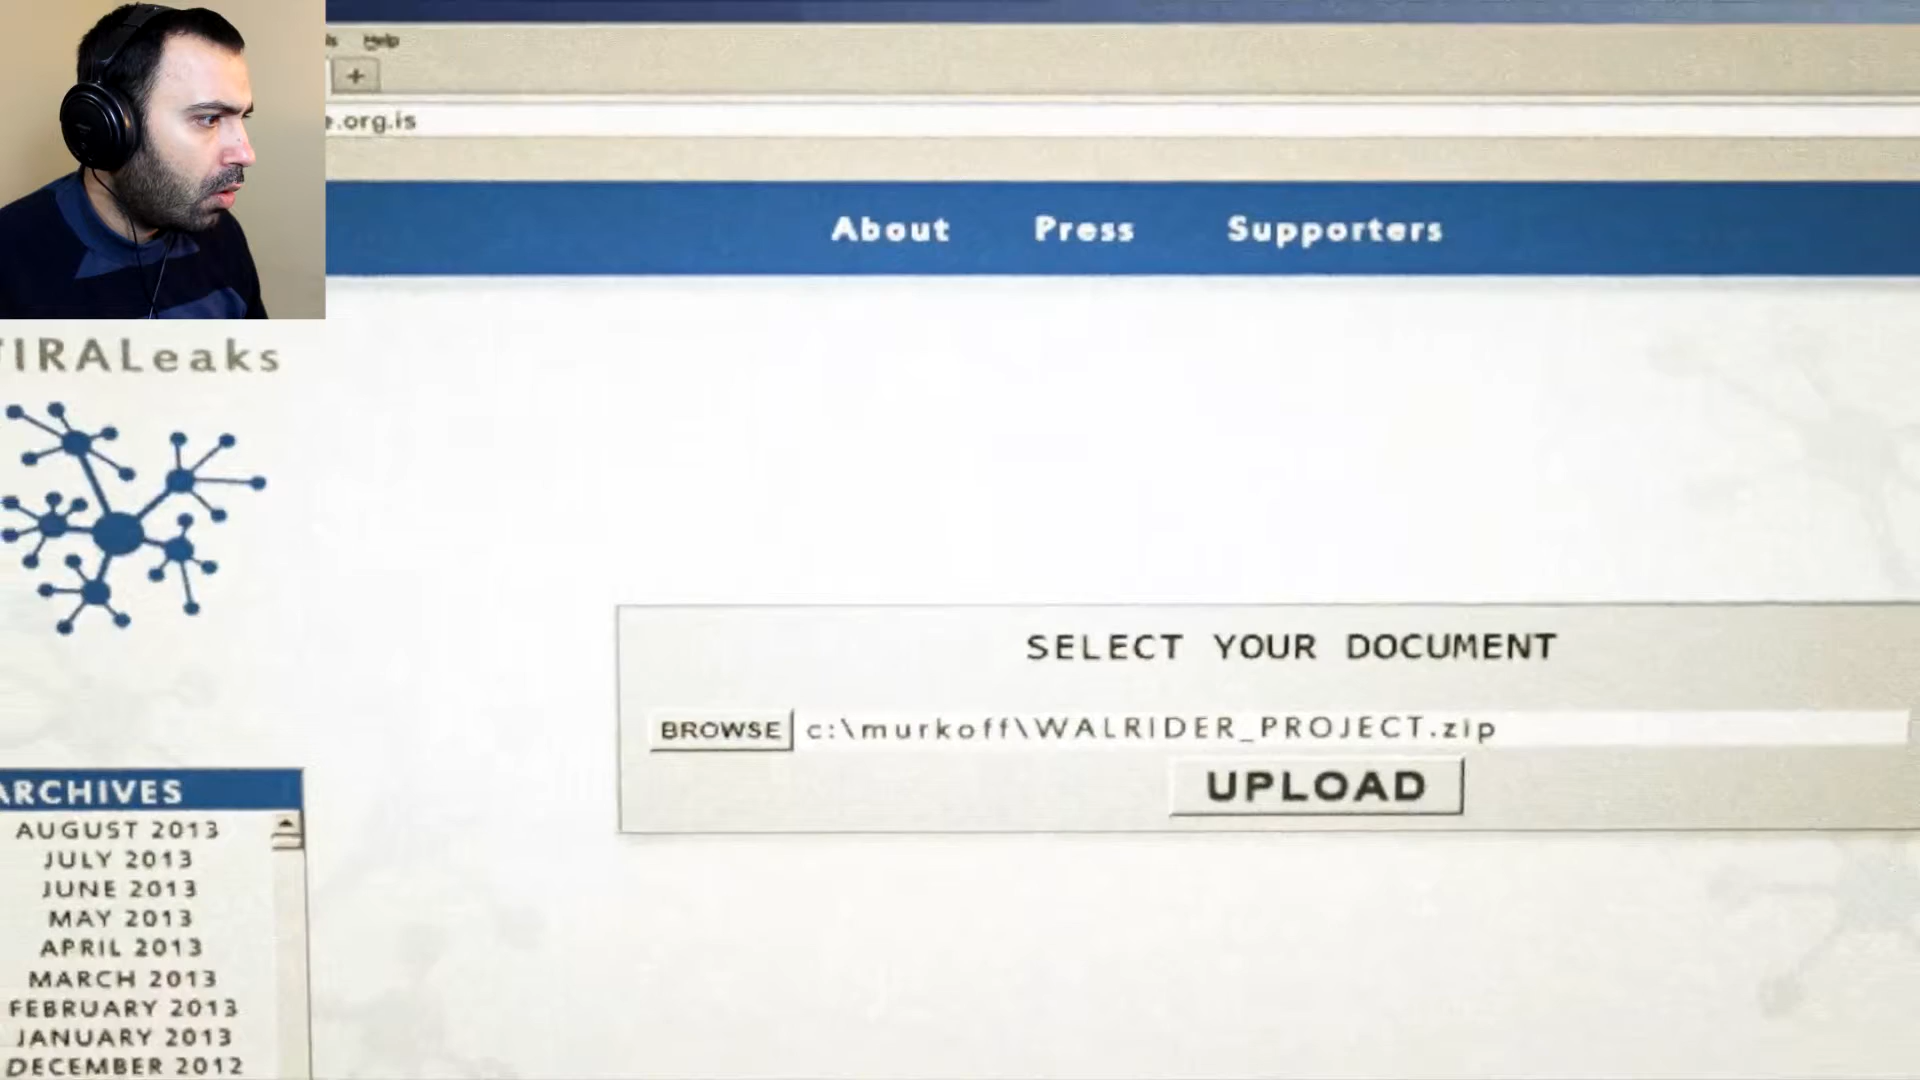 Help
+
.org.is
About Press Supporters
IRALeaks
SELECT YOUR DOCUMENT
BROWSE c:\murkoff\WALRIDER_PROJECT.zip
UPLOAD
ARCHIVES
AUGUST 2013
JULY 2013
JUNE 2013
MAY 2013
APRIL 2013
MARCH 2013
FEBRUARY 2013
JANUARY 2013
DECEMBER 2012